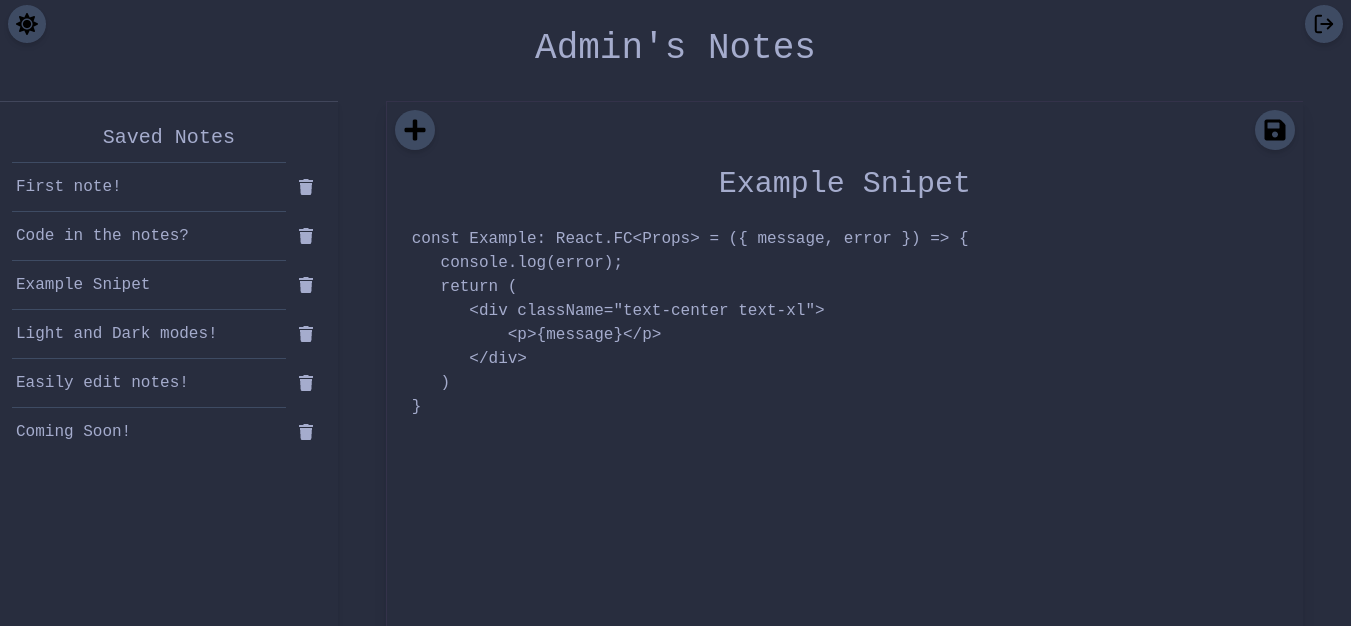 Admin's Notes
Saved Notes
First note!
Code in the notes?
Example Snipet
Light and Dark modes!
Easily edit notes!
Coming Soon!
Example Snipet
const Example: React.FC<Props> = ({ message, error }) => {
   console.log(error);
   return (
      <div className="text-center text-xl">
          <p>{message}</p>
      </div>
   )
}